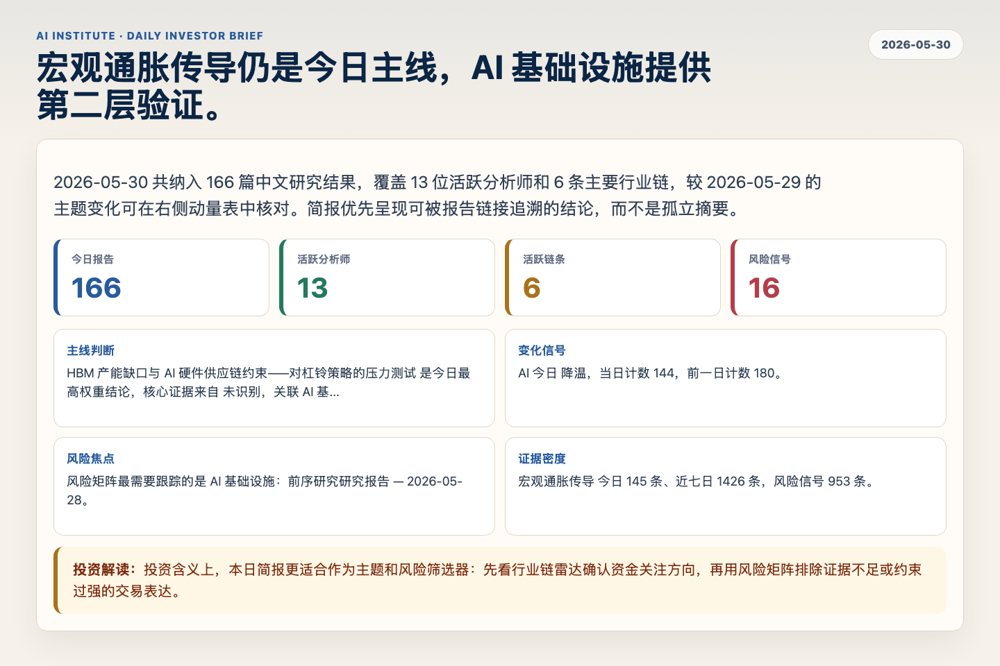 AI INSTITUTE · DAILY INVESTOR BRIEF
2026-05-30
宏观通胀传导仍是今日主线，AI 基础设施提供
第二层验证。
2026-05-30 共纳入 166 篇中文研究结果，覆盖 13 位活跃分析师和 6 条主要行业链，较 2026-05-29 的
主题变化可在右侧动量表中核对。简报优先呈现可被报告链接追溯的结论，而不是孤立摘要。
今日报告
166
活跃分析师
13
活跃链条
6
风险信号
16
主线判断
HBM 产能缺口与 AI 硬件供应链约束——对杠铃策略的压力测试 是今日最
高权重结论，核心证据来自 未识别，关联 AI 基...
变化信号
AI 今日 降温，当日计数 144，前一日计数 180。
风险焦点
风险矩阵最需要跟踪的是 AI 基础设施：前序研究研究报告 — 2026-05-
28。
证据密度
宏观通胀传导 今日 145 条、近七日 1426 条，风险信号 953 条。
投资解读：投资含义上，本日简报更适合作为主题和风险筛选器：先看行业链雷达确认资金关注方向，再用风险矩阵排除证据不足或约束
过强的交易表达。